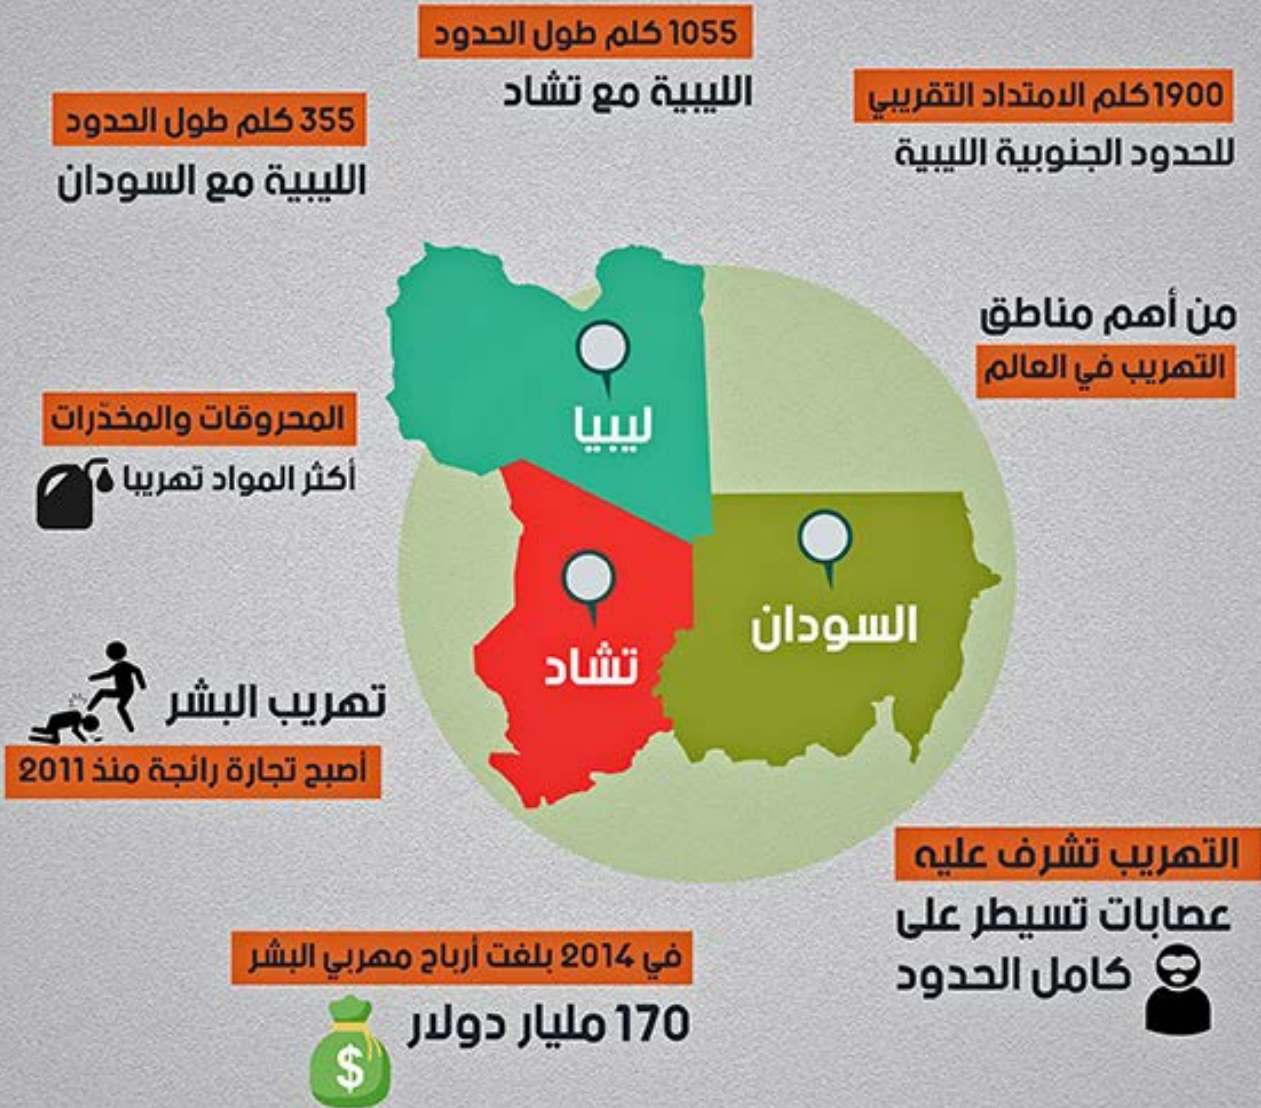 1055 كلم طول الحدود
الليبية مع تشاد
1900 كلم الامتداد التقريبي
للحدود الجنوبية الليبية
355 كلم طول الحدود
الليبية مع السودان
من أهم مناطق
التهريب في العالم
ليبيا
المحروقات والمخدّرات
أكثر المواد تهريبا
السودان
تشاد
تهريب البشر
أصبح تجارة رائجة منذ 2011
التهريب تشرف عليه
عصابات تسيطر على
كامل الحدود
في 2014 بلغت أرباح مهربي البشر
170 مليار دولار
$